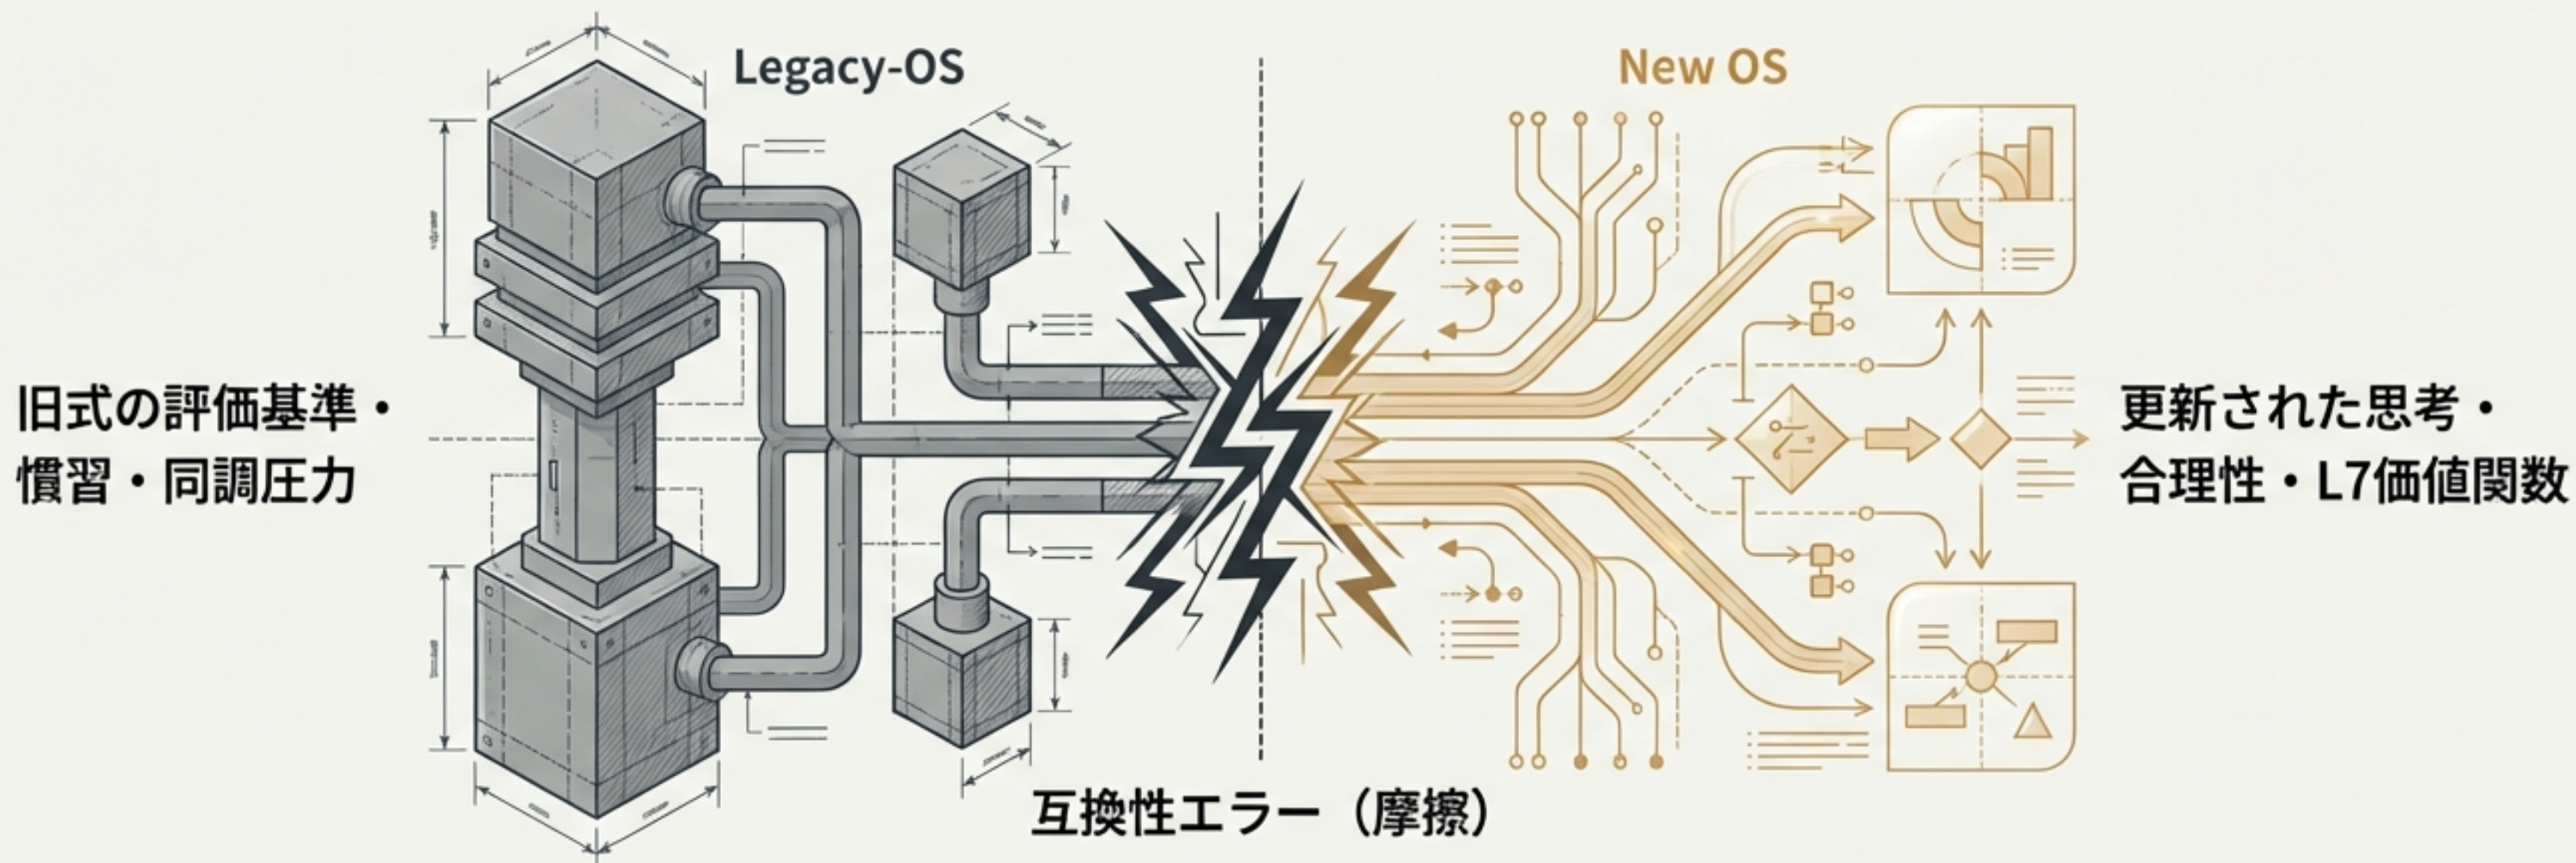 Legacy-OS
New OS
旧式の評価基準・
慣習・同調圧力
更新された思考・
合理性・L7価値関数
互換性エラー（摩擦）